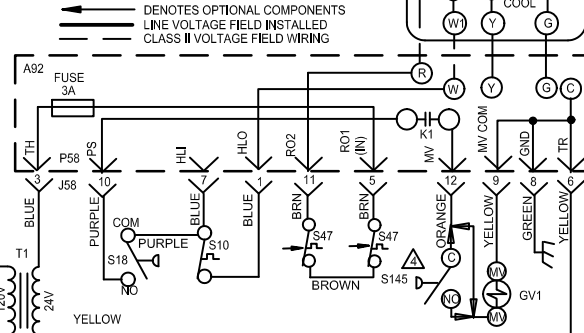 DENOTES OPTIONAL COMPONENTS
LINE VOLTAGE FIELD INSTALLED
CLASS II VOLTAGE FIELD WIRING
COOL
W1 Y G
A92
FUSE
3A
R W Y G C
K1
TH PS HLI HLO RO2 RO1 (IN) MV MV COM GND TR
P58
3 10 7 1 11 5 12 9 8 6
J58
BLUE PURPLE BLUE BLUE BRN BRN ORANGE YELLOW GREEN YELLOW
COM
PURPLE
S10
S47
S47
4
S18
NO
S145
C
NO
MV
MV
GV1
BROWN
T1
120V
24V
YELLOW